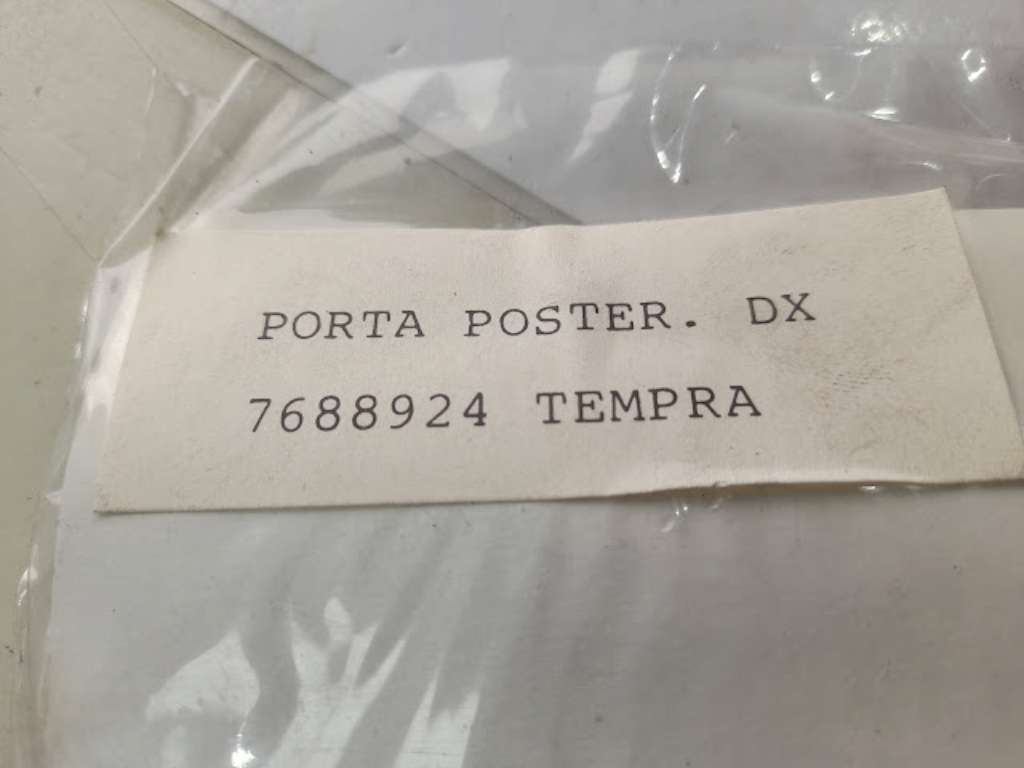 PORTA POSTER. DX
7688924 TEMPRA